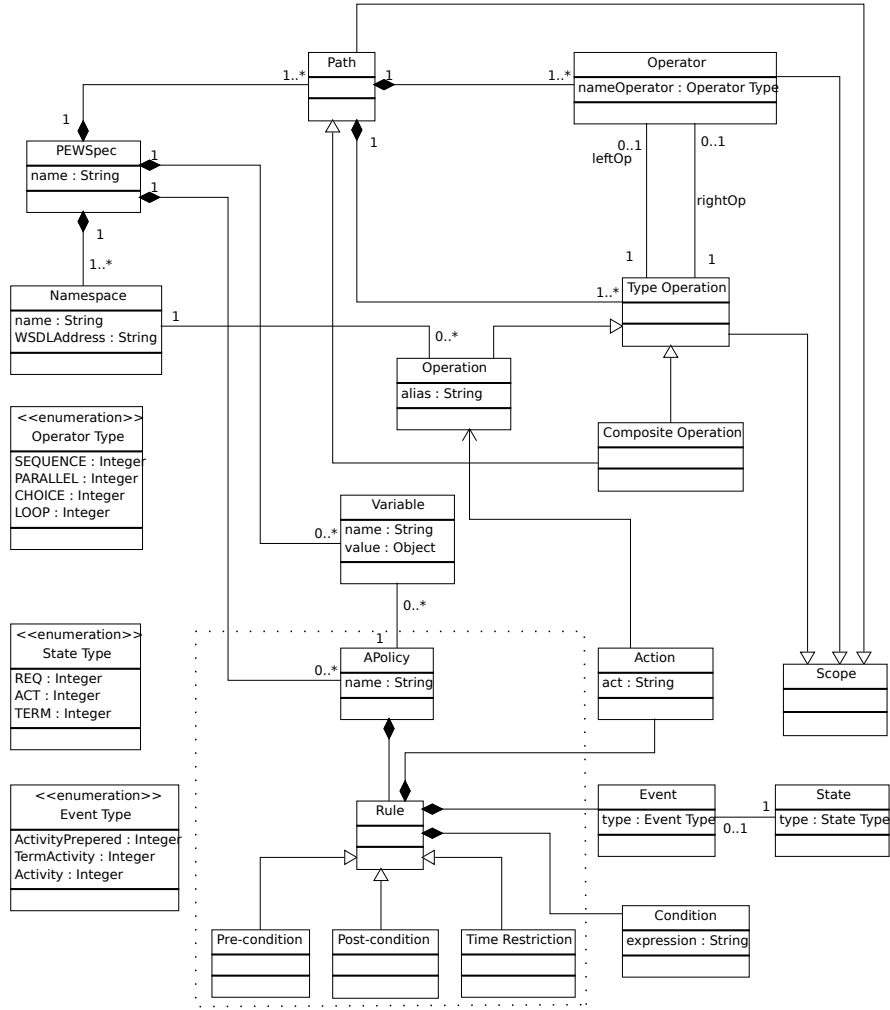 Path
Operator
nameOperator : Operator Type
1..*
1
1..*
1
1
0..1
0..1
leftOp
rightOp
PEWSpec
name : String
1
1
1
1..*
1
1
1..*
Type Operation
Namespace
name : String
WSDLAddress : String
1
0..*
Operation
alias : String
<<enumeration>>
Operator Type
SEQUENCE : Integer
PARALLEL : Integer
CHOICE : Integer
LOOP : Integer
Composite Operation
Variable
name : String
value : Object
0..*
0..*
1
<<enumeration>>
State Type
REQ : Integer
ACT : Integer
TERM : Integer
0..*
APolicy
name : String
Action
act : String
Scope
<<enumeration>>
Event Type
ActivityPrepered : Integer
TermActivity : Integer
Activity : Integer
Rule
Event
type : Event Type
1
0..1
State
type : State Type
Pre-condition
Post-condition
Time Restriction
Condition
expression : String